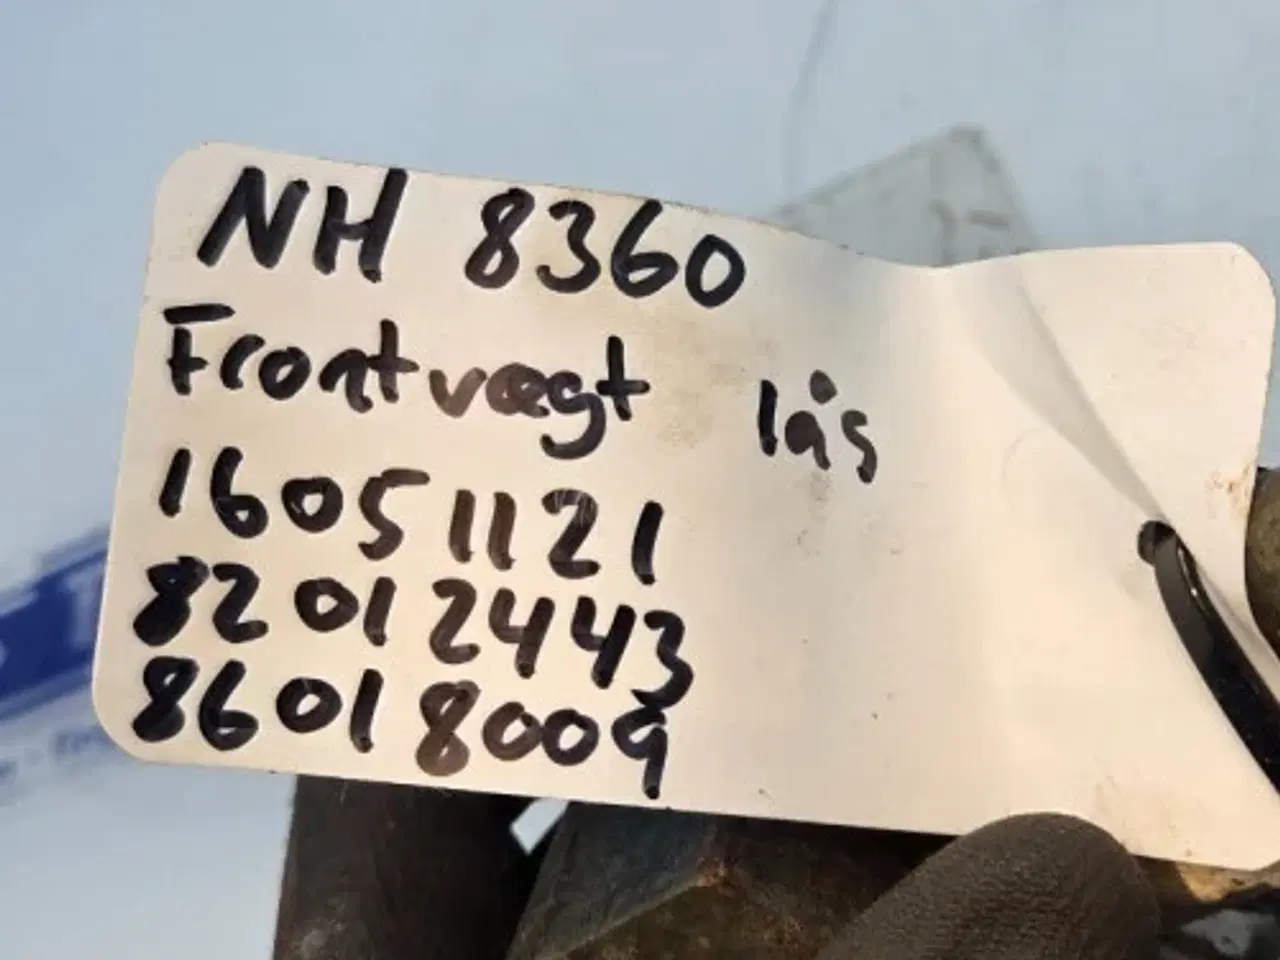 NH 8360
Frontvægt lås
16051121
82012443
86018009